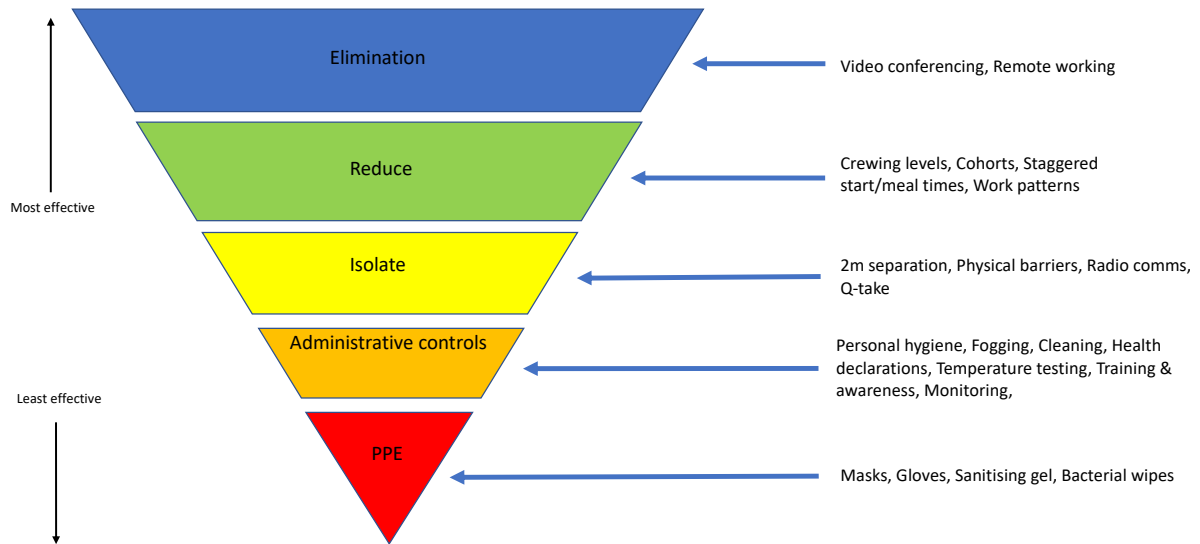 Elimination
Video conferencing, Remote working
Reduce
Crewing levels, Cohorts, Staggered
start/meal times, Work patterns
Most effective
Isolate
2m separation, Physical barriers, Radio comms,
Q-take
Administrative controls
Personal hygiene, Fogging, Cleaning, Health
declarations, Temperature testing, Training &
awareness, Monitoring,
Least effective
PPE
Masks, Gloves, Sanitising gel, Bacterial wipes